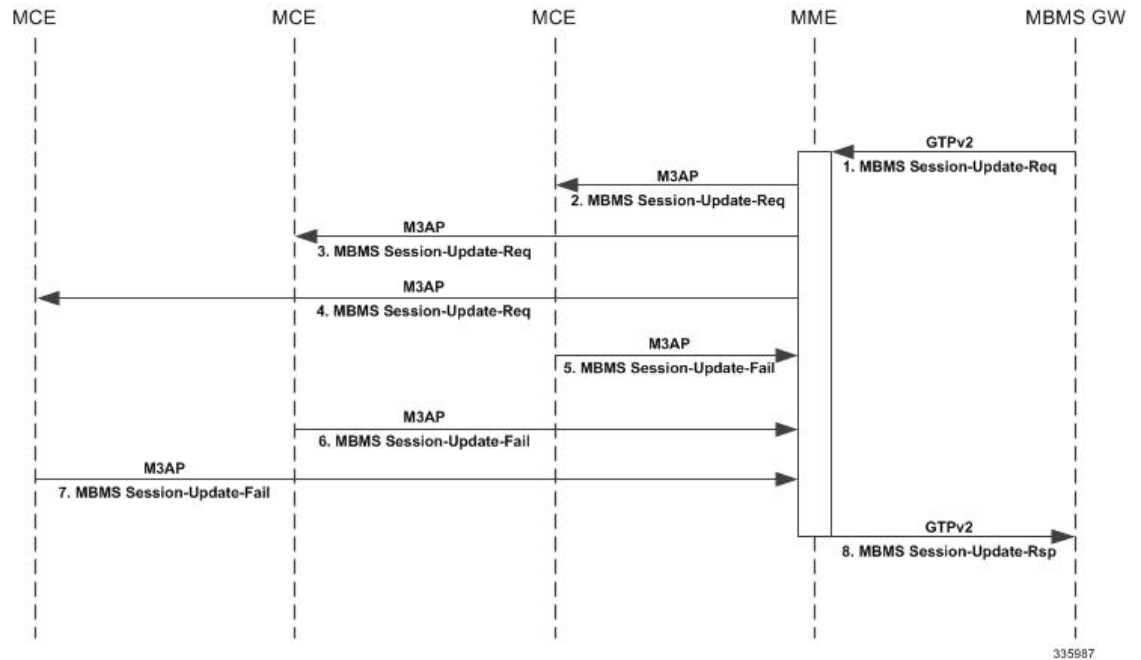 MCE MCE MCE MME MBMS GW
GTPv2
1. MBMS Session-Update-Req
M3AP
2. MBMS Session-Update-Req
M3AP
3. MBMS Session-Update-Req
M3AP
4. MBMS Session-Update-Req
M3AP
5. MBMS Session-Update-Fail
M3AP
6. MBMS Session-Update-Fail
M3AP
7. MBMS Session-Update-Fail
GTPv2
8. MBMS Session-Update-Rsp
335987